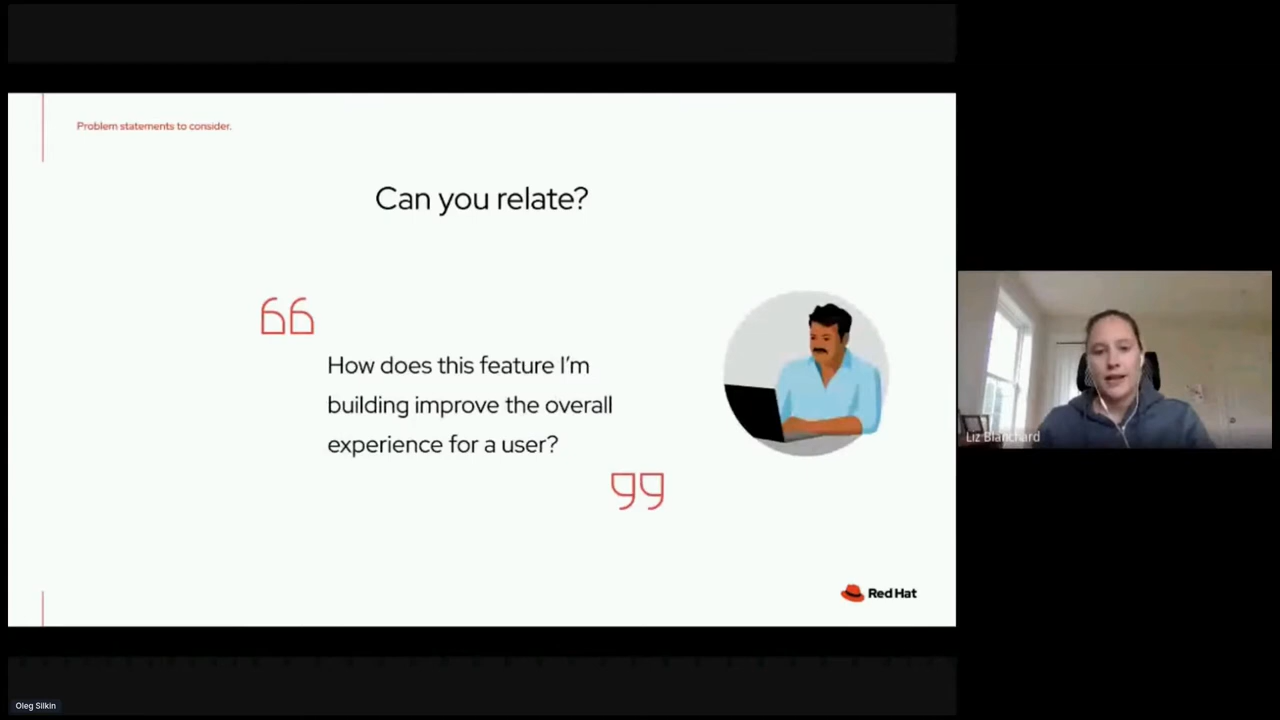 Problem statements to consider.
Can you relate?
How does this feature I'm
building improve the overall
experience for a user?
Red Hat
Liz Blanchard
Oleg Silkin